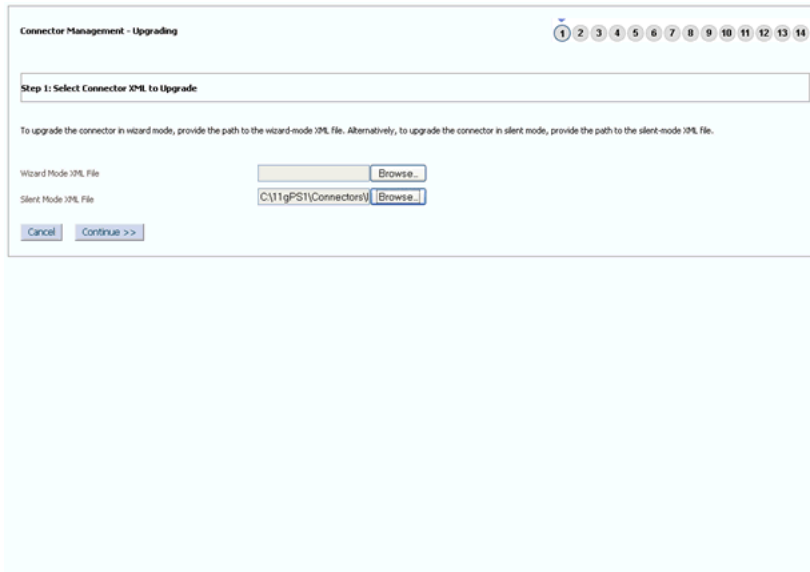 Connector Management - Upgrading
1 2 3 4 5 6 7 8 9 10 11 12 13 14
Step 1: Select Connector XML to Upgrade
To upgrade the connector in wizard mode, provide the path to the wizard-mode XML file. Alternatively, to upgrade the connector in silent mode, provide the path to the silent-mode XML file.
Wizard Mode XML File Browse...
Silent Mode XML File C:\11gPS1\Connectors\ Browse...
Cancel Continue >>